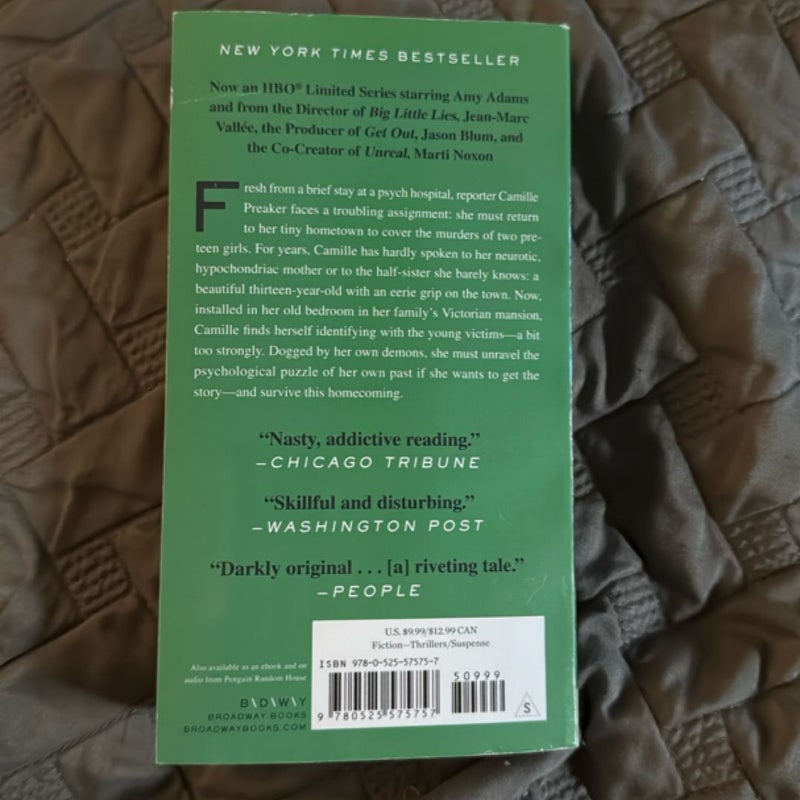 NEW YORK TIMES BESTSELLER
Now an HBO® Limited Series starring Amy Adams
and from the Director of Big Little Lies, Jean-Marc
Vallée, the Producer of Get Out, Jason Blum, and
the Co-Creator of Unreal, Marti Noxon
Fresh from a brief stay at a psych hospital, reporter Camille
Preaker faces a troubling assignment: she must return
to her tiny hometown to cover the murders of two pre-
teen girls. For years, Camille has hardly spoken to her neurotic,
hypochondriac mother or to the half-sister she barely knows: a
beautiful thirteen-year-old with an eerie grip on the town. Now,
installed in her old bedroom in her family's Victorian mansion,
Camille finds herself identifying with the young victims—a bit
too strongly. Dogged by her own demons, she must unravel the
psychological puzzle of her own past if she wants to get the
story—and survive this homecoming.
“Nasty, addictive reading.”
—CHICAGO TRIBUNE
“Skillful and disturbing.”
—WASHINGTON POST
“Darkly original . . . [a] riveting tale.”
—PEOPLE
U.S. $9.99/$12.99 CAN
Fiction—Thrillers/Suspense
ISBN 978-0-525-57575-7
50999
9 780525 575757
S
Also available as an ebook and on
audio from Penguin Random House
B\D\W\Y
BROADWAY BOOKS
BROADWAYBOOKS.COM